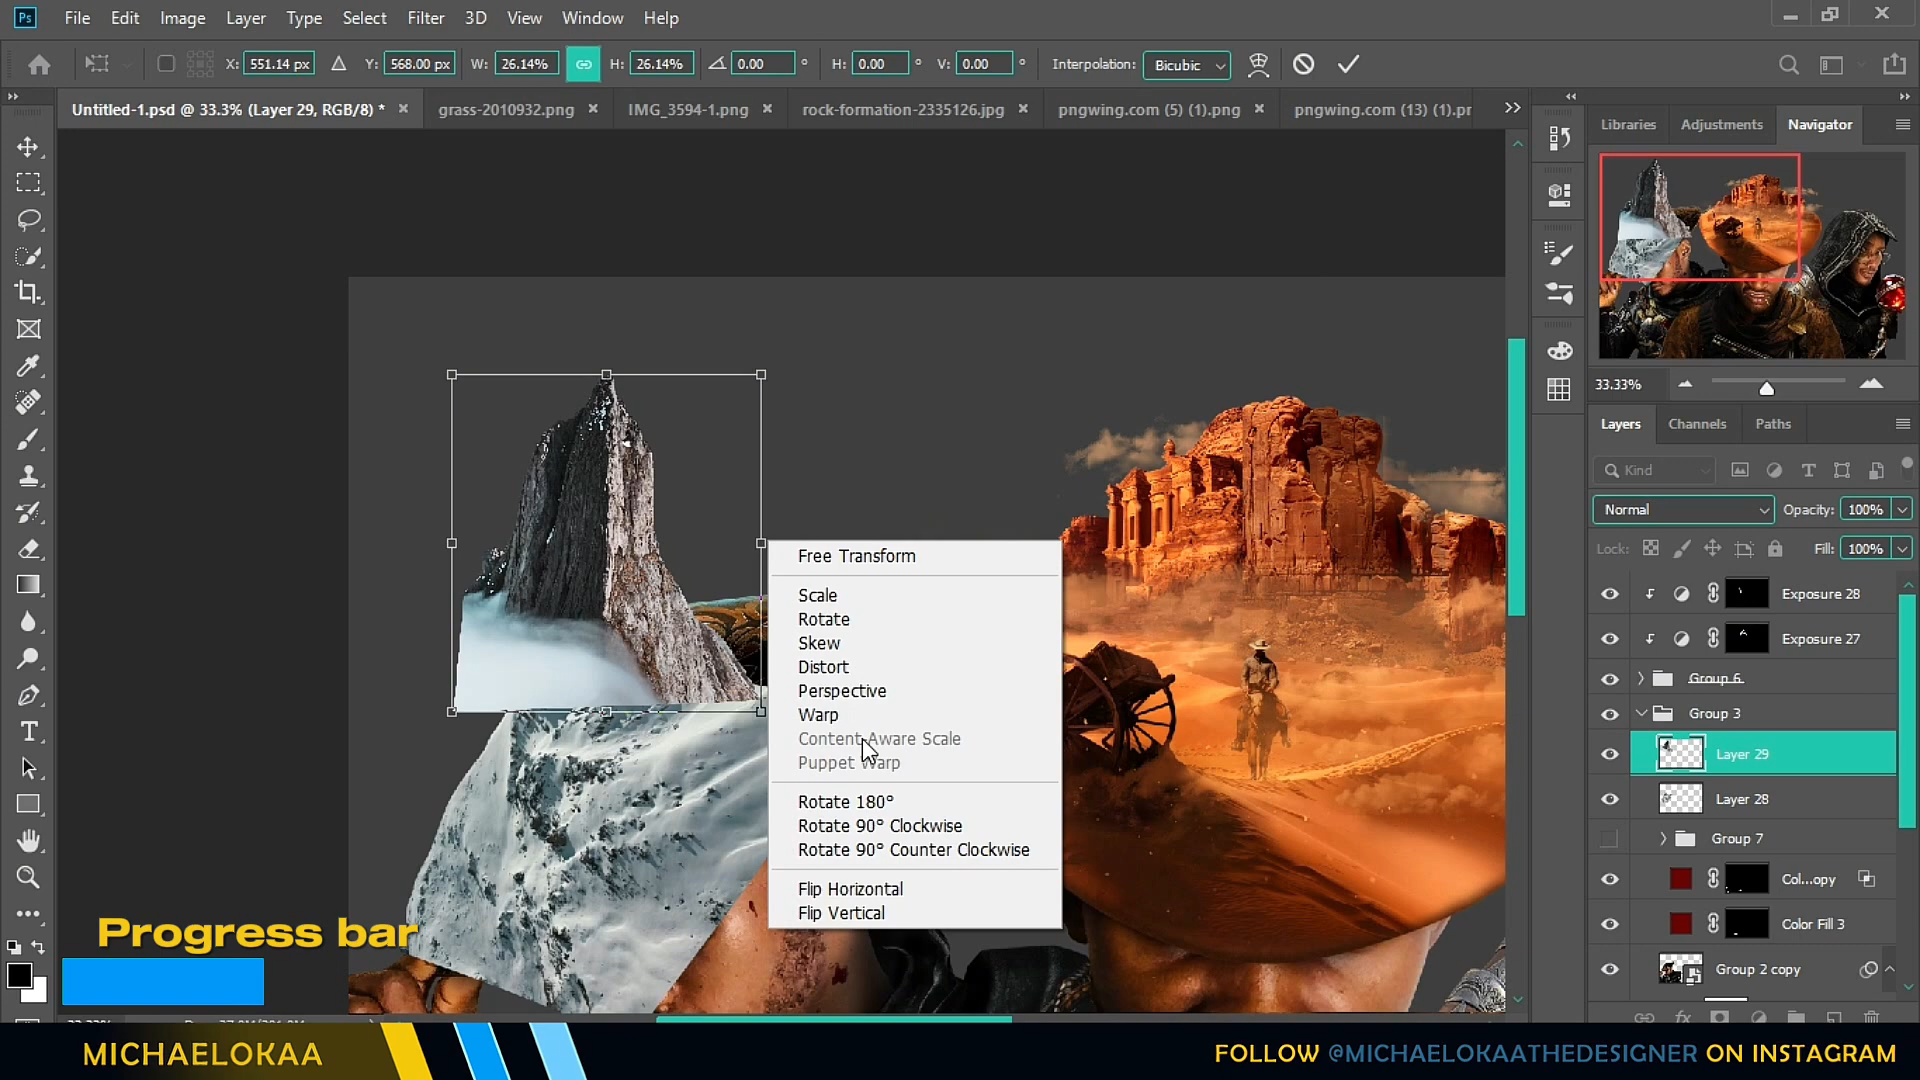 Ps File Edit Image Layer Type Select Filter 3D View Window Help
X: 551.14 px Y: 568.00 px W: 26.14% H: 26.14% 0.00 ° H: 0.00 ° V: 0.00 ° Interpolation: Bicubic
Untitled-1.psd @ 33.3% (Layer 29, RGB/8) * × grass-2010932.png × IMG_3594-1.png × rock-formation-2335126.jpg × pngwing.com (5) (1).png × pngwing.com (13) (1).pr
Libraries Adjustments Navigator
33.33%
Layers Channels Paths
Kind
Normal Opacity: 100%
Lock: Fill: 100%
Exposure 28
Exposure 27
Group 6
Group 3
Layer 29
Layer 28
Group 7
Col...opy
Color Fill 3
Group 2 copy
fx
Free Transform
Scale
Rotate
Skew
Distort
Perspective
Warp
Content-Aware Scale
Puppet Warp
Rotate 180°
Rotate 90° Clockwise
Rotate 90° Counter Clockwise
Flip Horizontal
Flip Vertical
Progress bar
MICHAELOKAA
FOLLOW @MICHAELOKAATHEDESIGNER ON INSTAGRAM